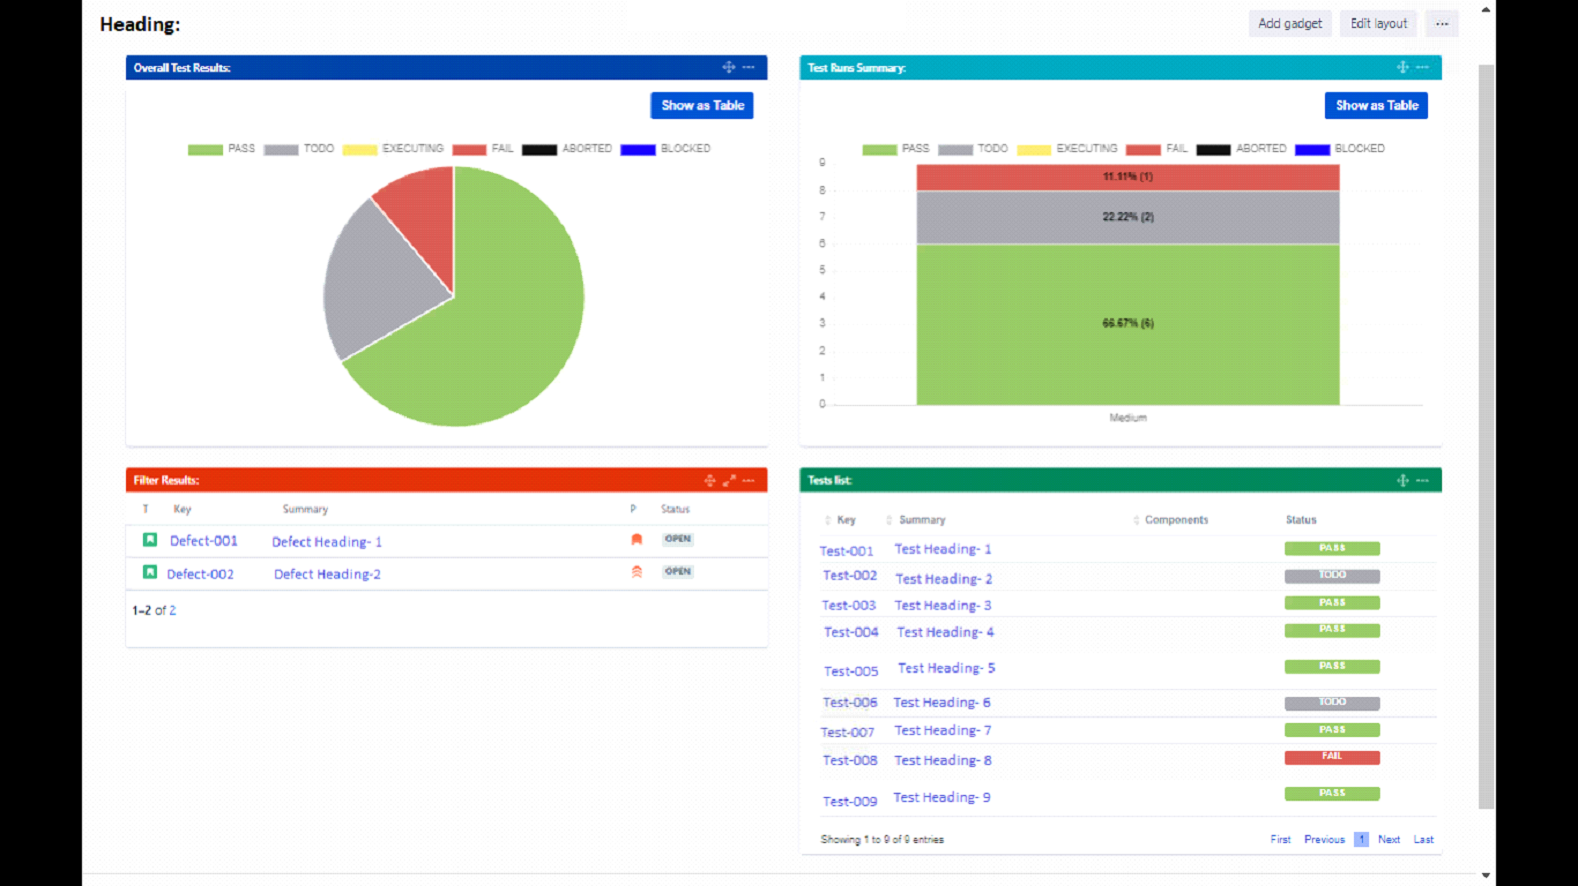 Heading:
Add gadget Edit layout ...
Overall Test Results:
Show as Table
PASS TODO EXECUTING FAIL ABORTED BLOCKED
Test Runs Summary:
Show as Table
PASS TODO EXECUTING FAIL ABORTED BLOCKED
9
8
7
6
5
4
3
2
1
0
11.11% (1)
22.22% (2)
66.67% (6)
Medium
Filter Results:
T Key Summary P Status
Defect-001 Defect Heading- 1 OPEN
Defect-002 Defect Heading-2 OPEN
1–2 of 2
Tests list:
Key Summary Components Status
Test-001 Test Heading- 1 PASS
Test-002 Test Heading- 2 TODO
Test-003 Test Heading- 3 PASS
Test-004 Test Heading- 4 PASS
Test-005 Test Heading- 5 PASS
Test-006 Test Heading- 6 TODO
Test-007 Test Heading- 7 PASS
Test-008 Test Heading- 8 FAIL
Test-009 Test Heading- 9 PASS
Showing 1 to 9 of 9 entries
First Previous 1 Next Last